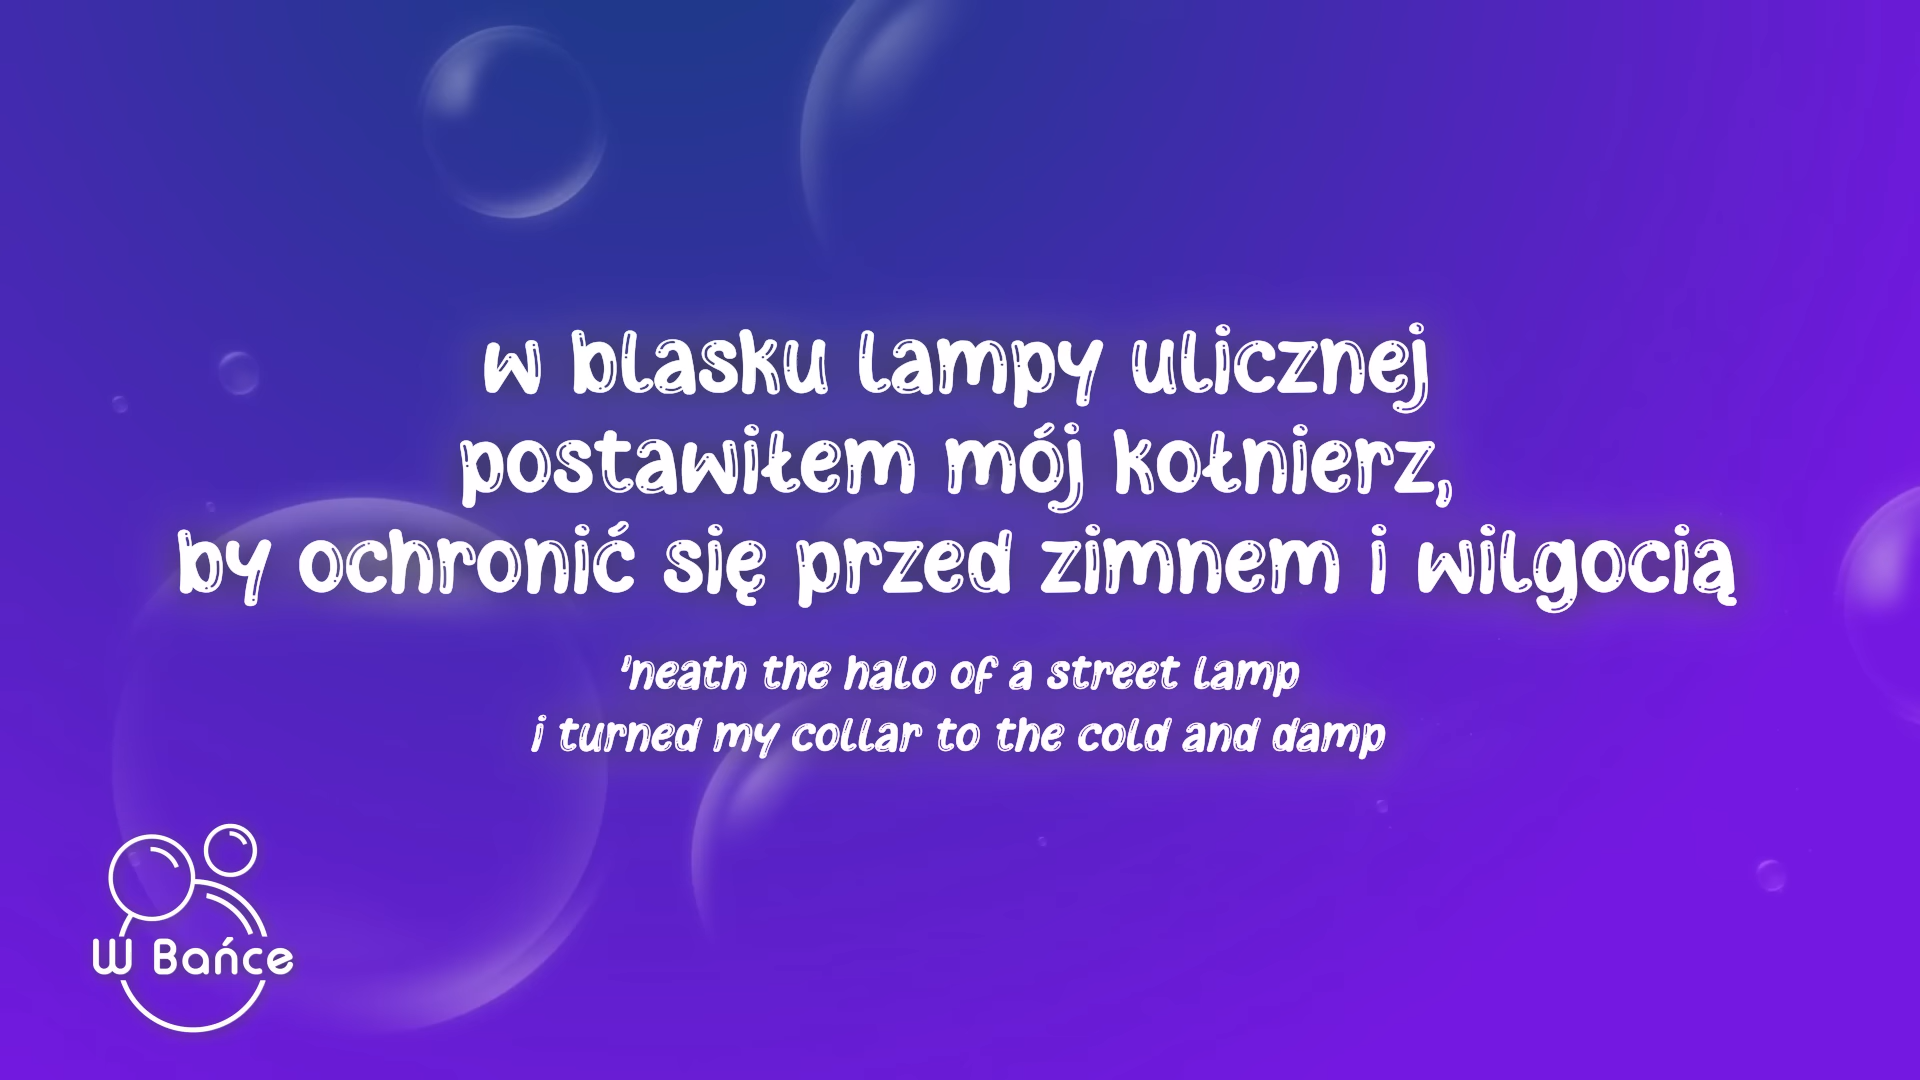 w blasku lampy ulicznej
postawiłem mój kołnierz,
by ochronić się przed zimnem i wilgocią
'neath the halo of a street lamp
i turned my collar to the cold and damp
W Bańce